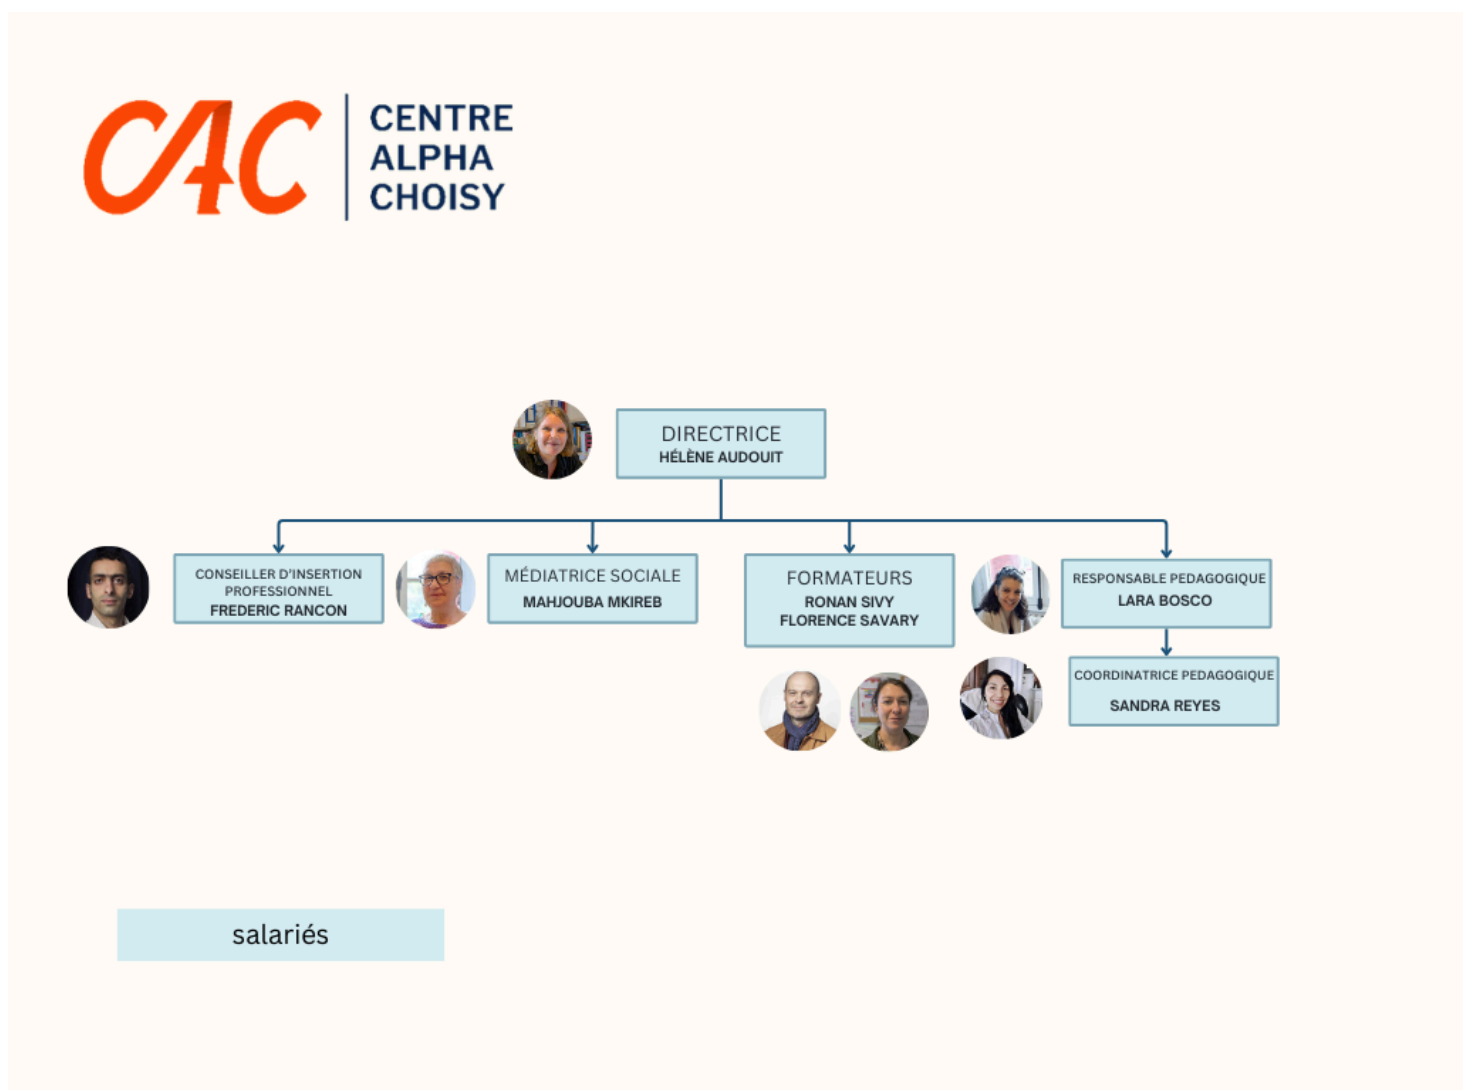 CAC
CENTRE
ALPHA
CHOISY
DIRECTRICE
HÉLÈNE AUDOUIT
CONSEILLER D'INSERTION
PROFESSIONNEL
FREDERIC RANCON
MÉDIATRICE SOCIALE
MAHJOUBA MKIREB
FORMATEURS
RONAN SIVY
FLORENCE SAVARY
RESPONSABLE PEDAGOGIQUE
LARA BOSCO
COORDINATRICE PEDAGOGIQUE
SANDRA REYES
salariés